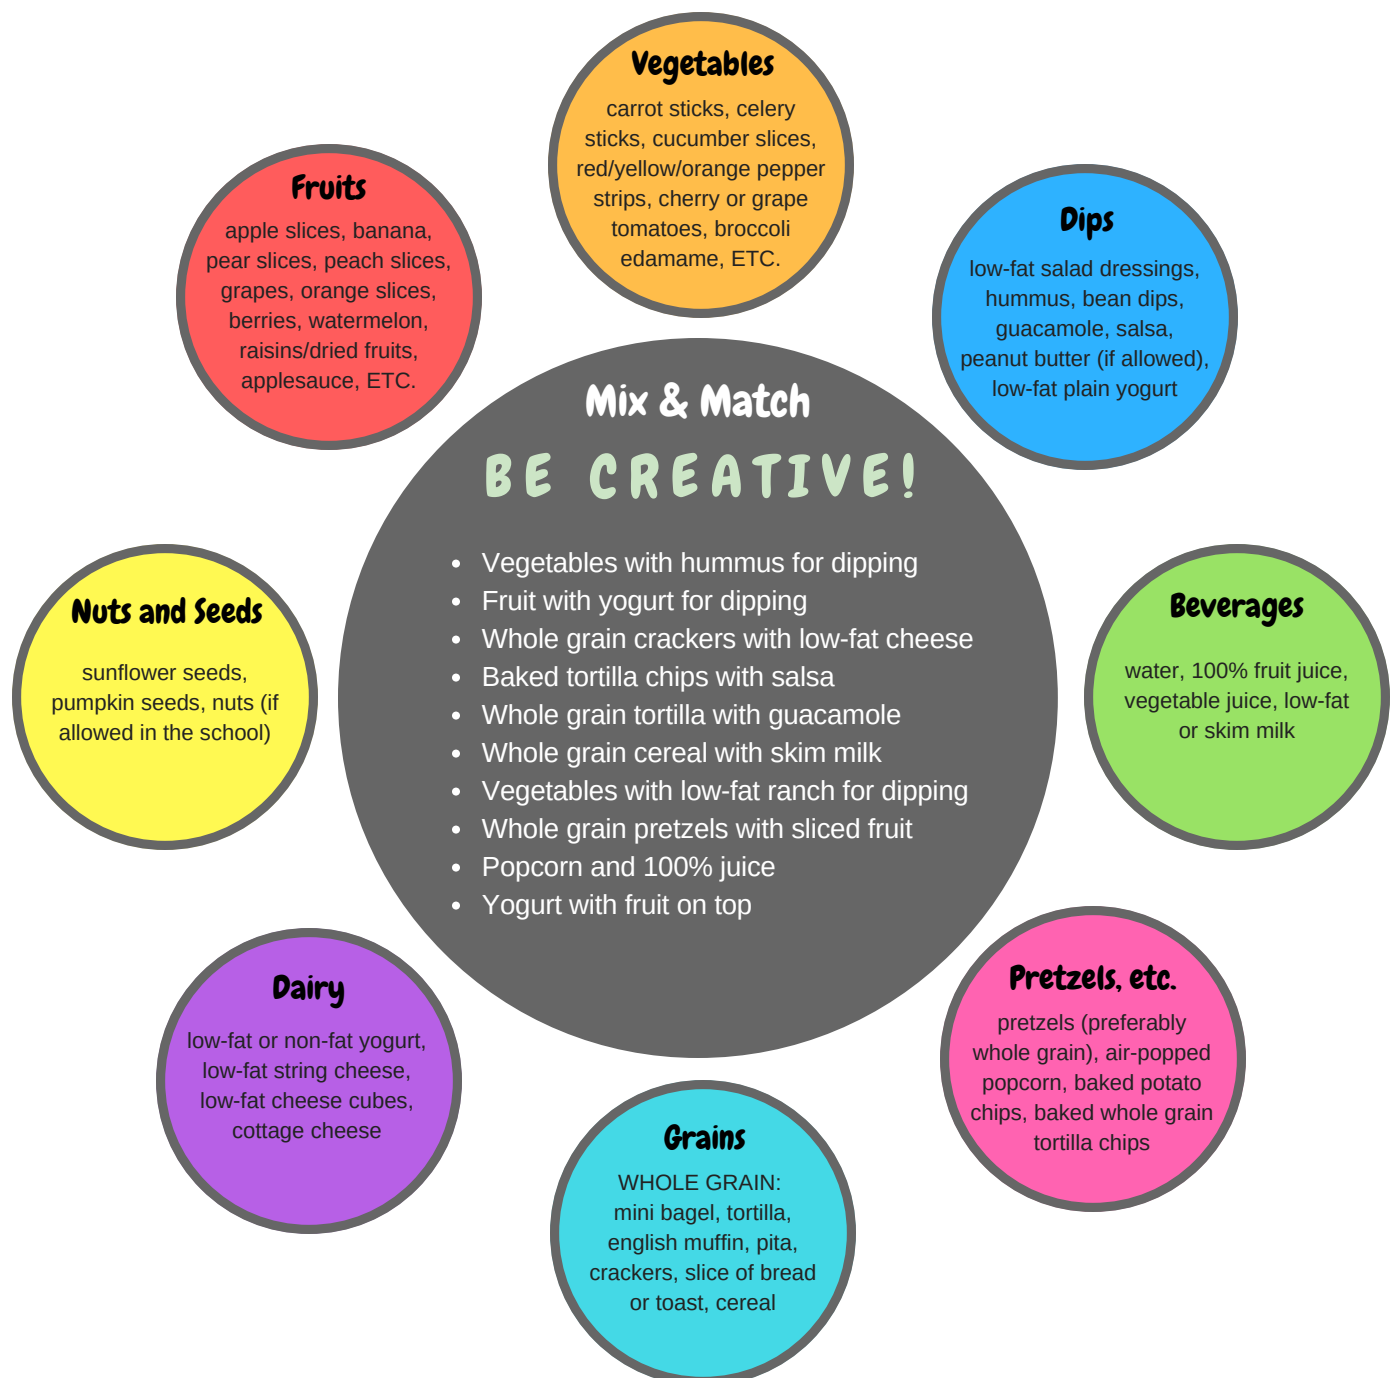 Vegetables
carrot sticks, celery
sticks, cucumber slices,
red/yellow/orange pepper
strips, cherry or grape
tomatoes, broccoli
edamame, ETC.
Fruits
apple slices, banana,
pear slices, peach slices,
grapes, orange slices,
berries, watermelon,
raisins/dried fruits,
applesauce, ETC.
Dips
low-fat salad dressings,
hummus, bean dips,
guacamole, salsa,
peanut butter (if allowed),
low-fat plain yogurt
Mix & Match
BE CREATIVE!
• Vegetables with hummus for dipping
• Fruit with yogurt for dipping
• Whole grain crackers with low-fat cheese
• Baked tortilla chips with salsa
• Whole grain tortilla with guacamole
• Whole grain cereal with skim milk
• Vegetables with low-fat ranch for dipping
• Whole grain pretzels with sliced fruit
• Popcorn and 100% juice
• Yogurt with fruit on top
Nuts and Seeds
sunflower seeds,
pumpkin seeds, nuts (if
allowed in the school)
Beverages
water, 100% fruit juice,
vegetable juice, low-fat
or skim milk
Dairy
low-fat or non-fat yogurt,
low-fat string cheese,
low-fat cheese cubes,
cottage cheese
Pretzels, etc.
pretzels (preferably
whole grain), air-popped
popcorn, baked potato
chips, baked whole grain
tortilla chips
Grains
WHOLE GRAIN:
mini bagel, tortilla,
english muffin, pita,
crackers, slice of bread
or toast, cereal